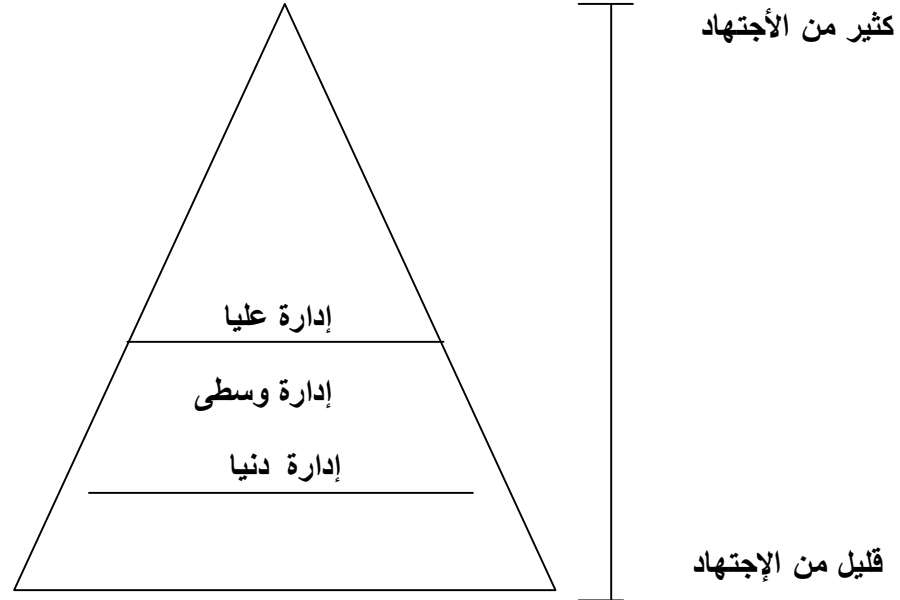 كثير من الأجتهاد
إدارة عليا
إدارة وسطى
إدارة دنيا
قليل من الإجتهاد